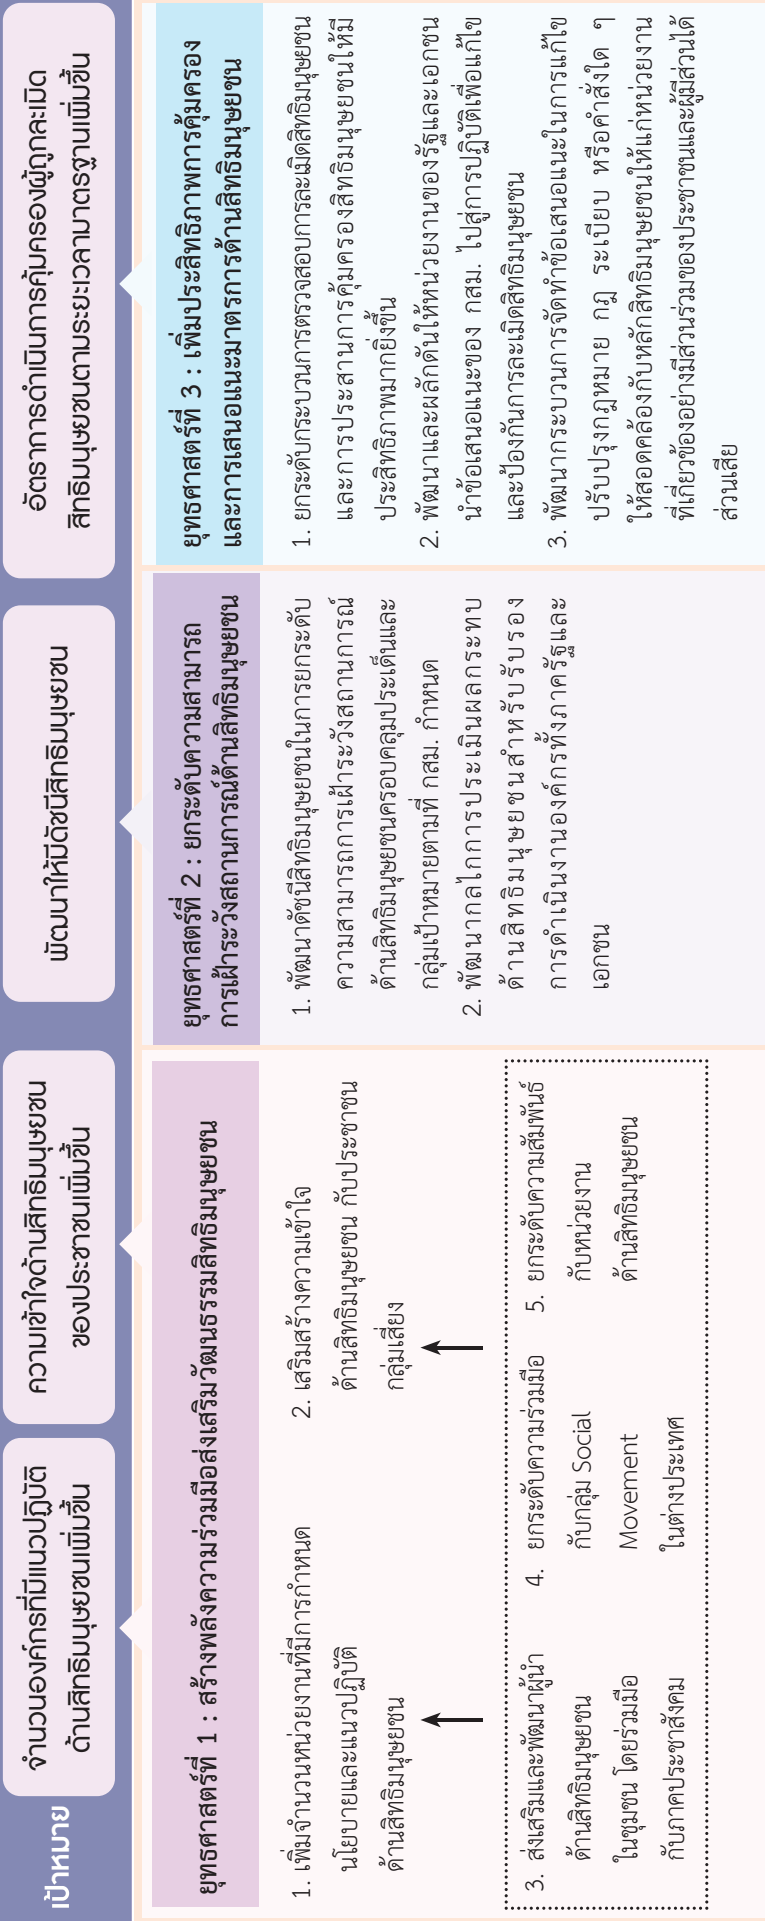 เป้าหมาย
จำนวนองค์กรที่มีแนวปฏิบัติ
ด้านสิทธิมนุษยชนเพิ่มขึ้น
ความเข้าใจด้านสิทธิมนุษยชน
ของประชาชนเพิ่มขึ้น
พัฒนาให้มีดัชนีสิทธิมนุษยชน
อัตราการดำเนินการคุ้มครองผู้ถูกละเมิด
สิทธิมนุษยชนตามระยะเวลามาตรฐานเพิ่มขึ้น
ยุทธศาสตร์ที่ 1 : สร้างพลังความร่วมมือส่งเสริมวัฒนธรรมสิทธิมนุษยชน
1. เพิ่มจำนวนหน่วยงานที่มีการกำหนด
นโยบายและแนวปฏิบัติ
ด้านสิทธิมนุษยชน
2. เสริมสร้างความเข้าใจ
ด้านสิทธิมนุษยชน กับประชาชน
กลุ่มเสี่ยง
3. ส่งเสริมและพัฒนาผู้นำ
ด้านสิทธิมนุษยชน
ในชุมชน โดยร่วมมือ
กับภาคประชาสังคม
4. ยกระดับความร่วมมือ
กับกลุ่ม Social
Movement
ในต่างประเทศ
5. ยกระดับความสัมพันธ์
กับหน่วยงาน
ด้านสิทธิมนุษยชน
ยุทธศาสตร์ที่ 2 : ยกระดับความสามารถ
การเฝ้าระวังสถานการณ์ด้านสิทธิมนุษยชน
1. พัฒนาดัชนีสิทธิมนุษยชนในการยกระดับ
ความสามารถการเฝ้าระวังสถานการณ์
ด้านสิทธิมนุษยชนครอบคลุมประเด็นและ
กลุ่มเป้าหมายตามที่ กสม. กำหนด
2. พัฒนากลไกการประเมินผลกระทบ
ด้านสิทธิมนุษยชนสำหรับรับรอง
การดำเนินงานองค์กรทั้งภาครัฐและ
เอกชน
ยุทธศาสตร์ที่ 3 : เพิ่มประสิทธิภาพการคุ้มครอง
และการเสนอแนะมาตรการด้านสิทธิมนุษยชน
1. ยกระดับกระบวนการตรวจสอบการละเมิดสิทธิมนุษยชน
และการประสานการคุ้มครองสิทธิมนุษยชนให้มี
ประสิทธิภาพมากยิ่งขึ้น
2. พัฒนาและผลักดันให้หน่วยงานของรัฐและเอกชน
นำข้อเสนอแนะของ กสม. ไปสู่การปฏิบัติเพื่อแก้ไข
และป้องกันการละเมิดสิทธิมนุษยชน
3. พัฒนากระบวนการจัดทำข้อเสนอแนะในการแก้ไข
ปรับปรุงกฎหมาย กฎ ระเบียบ หรือคำสั่งใด ๆ
ให้สอดคล้องกับหลักสิทธิมนุษยชนให้แก่หน่วยงาน
ที่เกี่ยวข้องอย่างมีส่วนร่วมของประชาชนและผู้มีส่วนได้
ส่วนเสีย